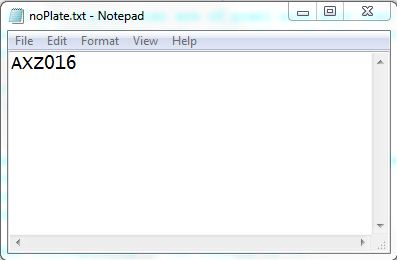 noPlate.txt - Notepad
File Edit Format View Help
AXZ016